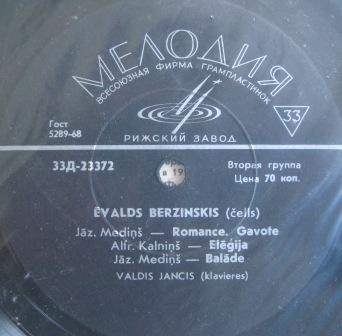 МЕЛОДИЯ
ВСЕСОЮЗНАЯ ФИРМА ГРАМПЛАСТИНОК
33
Гост
5289-68
РИЖСКИЙ ЗАВОД
33Д-23372
в 19
Вторая группа
Цена 70 коп.
ĒVALDS BERZINSKIS (čells)
Jāz. Mediņš — Romance. Gavote
Alfr. Kalniņš — Elēģija
Jāz. Mediņš — Balāde
VALDIS JANCIS (klavieres)